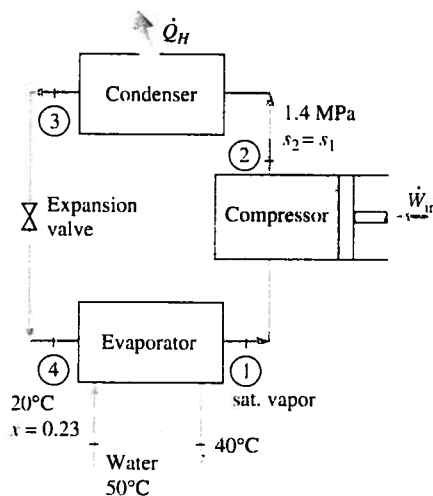 Q̇H
Condenser
3
1.4 MPa
s2 = s1
2
Expansion
valve
Compressor
Evaporator
4
1
20°C
x = 0.23
sat. vapor
40°C
Water
50°C